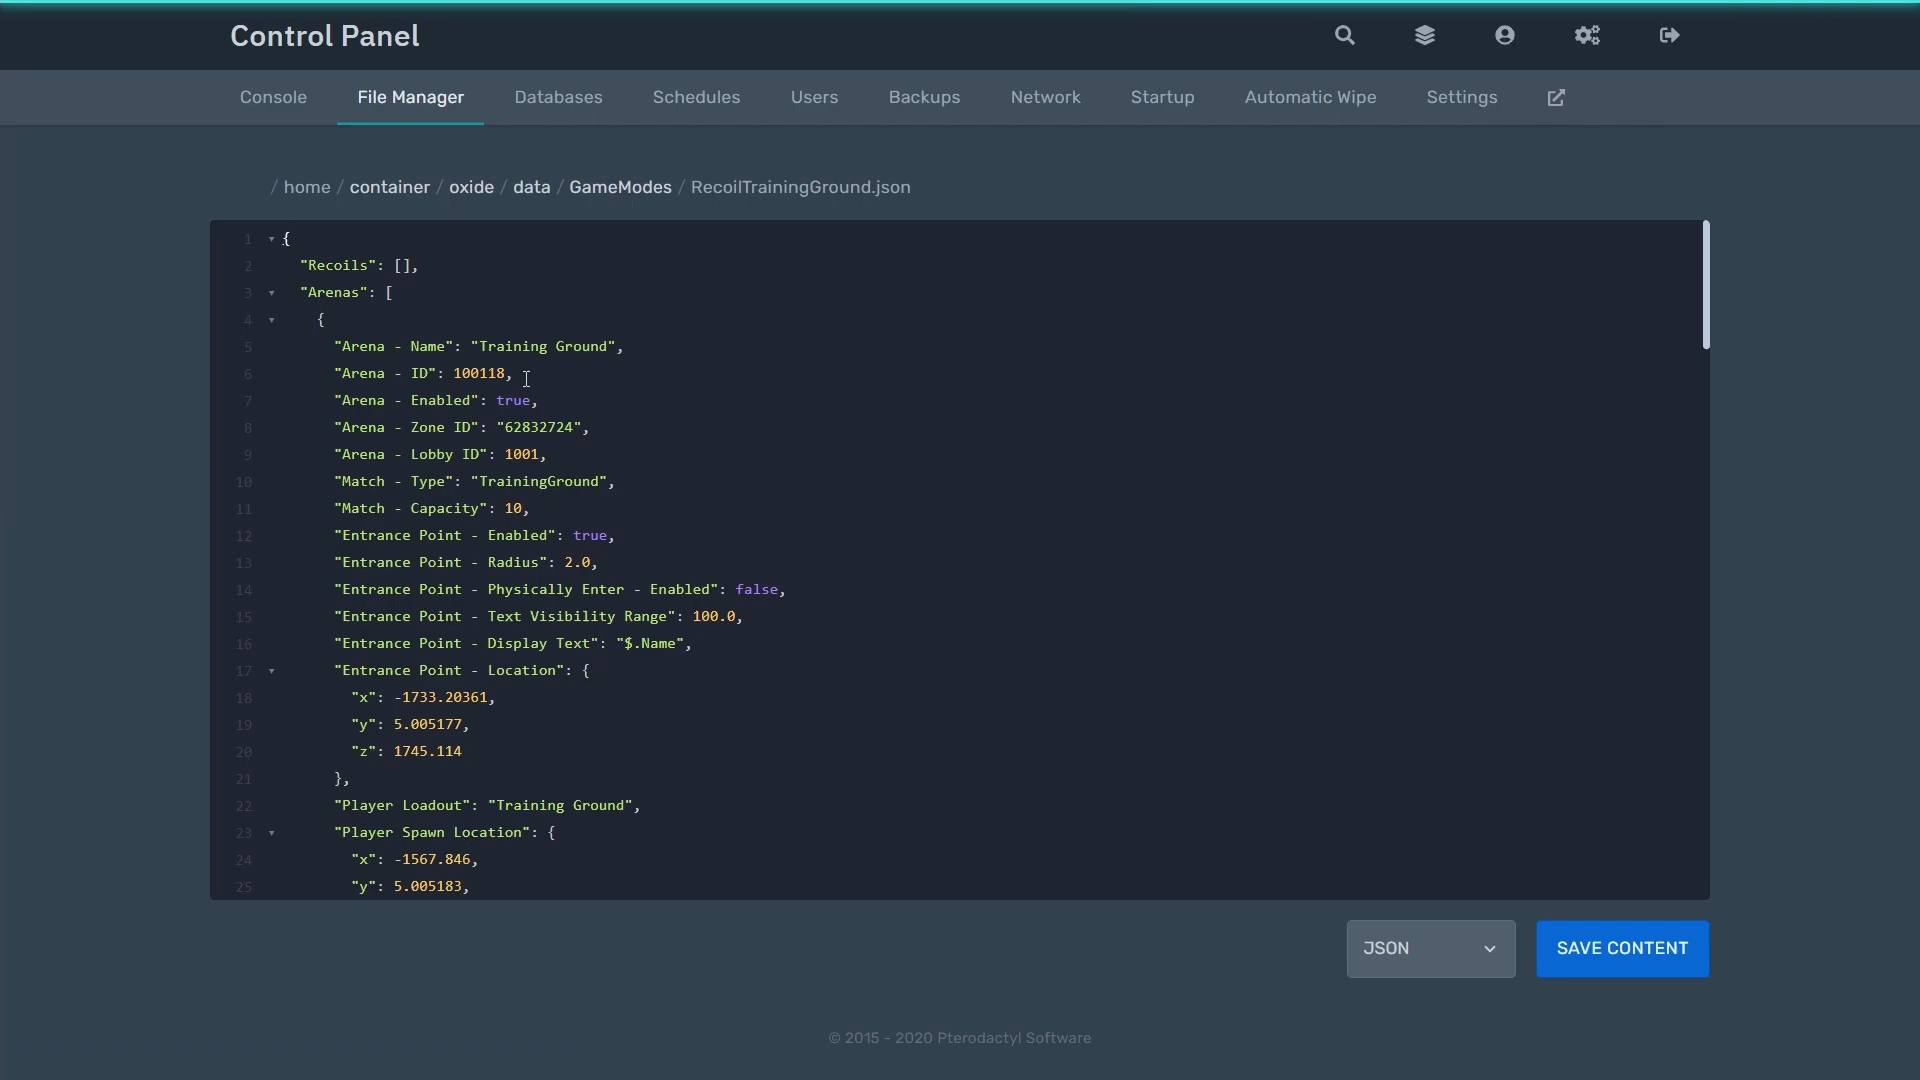 Control Panel
Console File Manager Databases Schedules Users Backups Network Startup Automatic Wipe Settings
/ home / container / oxide / data / GameModes / RecoilTrainingGround.json
1 {
2 "Recoils": [],
3 "Arenas": [
4 {
5 "Arena - Name": "Training Ground",
6 "Arena - ID": 100118,
7 "Arena - Enabled": true,
8 "Arena - Zone ID": "62832724",
9 "Arena - Lobby ID": 1001,
10 "Match - Type": "TrainingGround",
11 "Match - Capacity": 10,
12 "Entrance Point - Enabled": true,
13 "Entrance Point - Radius": 2.0,
14 "Entrance Point - Physically Enter - Enabled": false,
15 "Entrance Point - Text Visibility Range": 100.0,
16 "Entrance Point - Display Text": "$.Name",
17 "Entrance Point - Location": {
18 "x": -1733.20361,
19 "y": 5.005177,
20 "z": 1745.114
21 },
22 "Player Loadout": "Training Ground",
23 "Player Spawn Location": {
24 "x": -1567.846,
25 "y": 5.005183,
JSON SAVE CONTENT
© 2015 - 2020 Pterodactyl Software